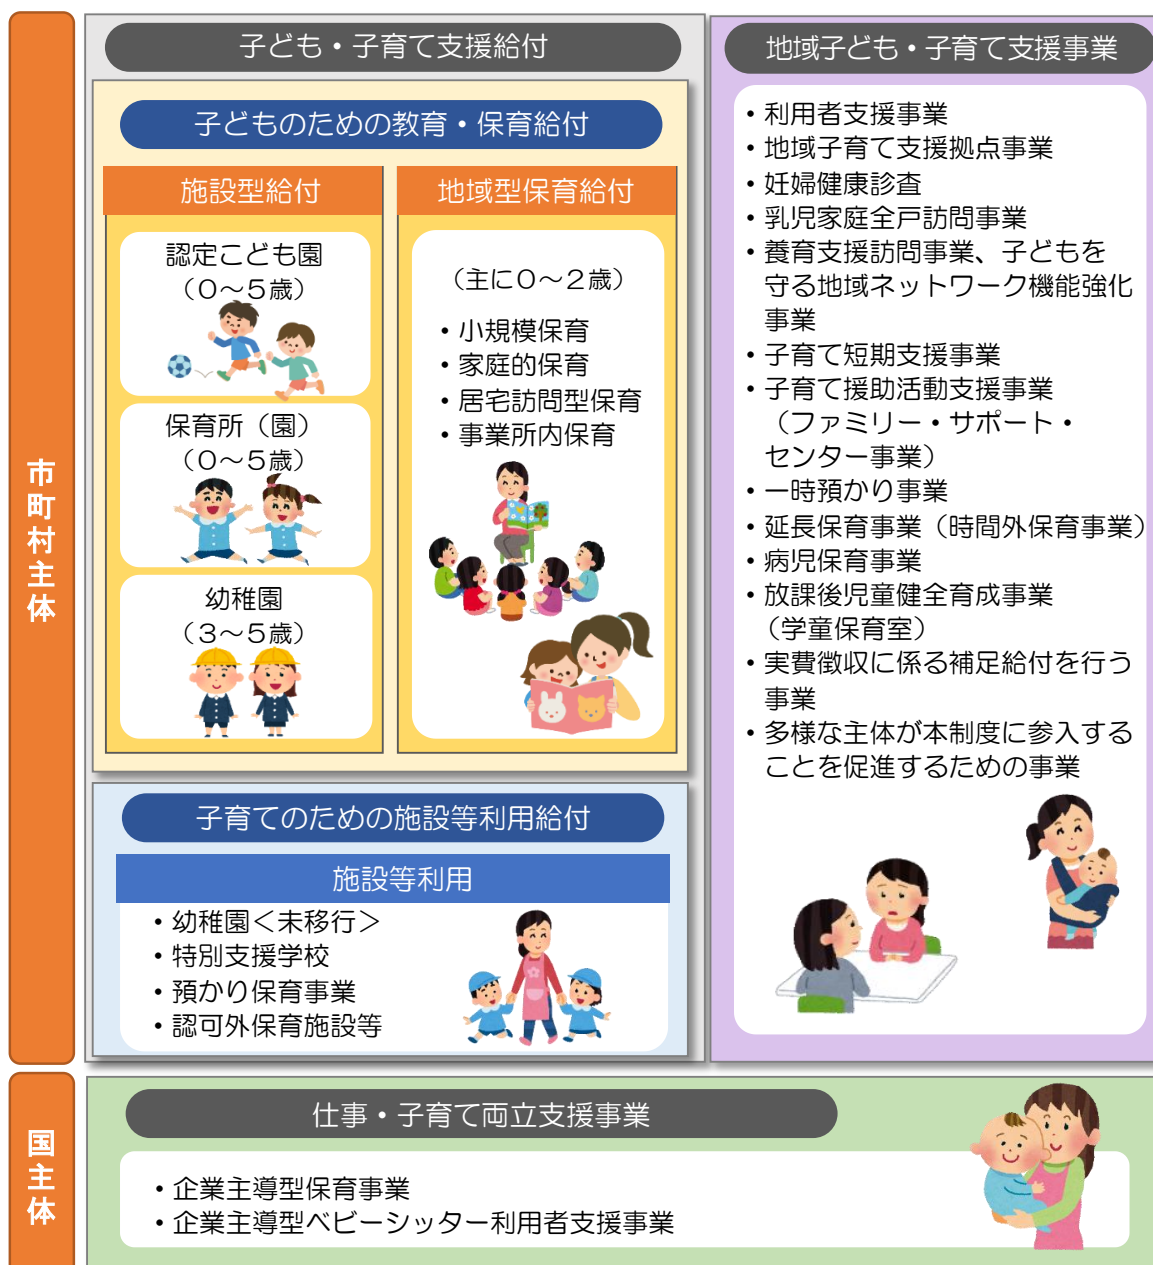 市町村主体
子ども・子育て支援給付
子どものための教育・保育給付
施設型給付
認定こども園
（０～５歳）
保育所（園）
（０～５歳）
幼稚園
（３～５歳）
地域型保育給付
（主に０～２歳）
・小規模保育
・家庭的保育
・居宅訪問型保育
・事業所内保育
子育てのための施設等利用給付
施設等利用
・幼稚園＜未移行＞
・特別支援学校
・預かり保育事業
・認可外保育施設等
地域子ども・子育て支援事業
・利用者支援事業
・地域子育て支援拠点事業
・妊婦健康診査
・乳児家庭全戸訪問事業
・養育支援訪問事業、子どもを
守る地域ネットワーク機能強化
事業
・子育て短期支援事業
・子育て援助活動支援事業
（ファミリー・サポート・
センター事業）
・一時預かり事業
・延長保育事業（時間外保育事業）
・病児保育事業
・放課後児童健全育成事業
（学童保育室）
・実費徴収に係る補足給付を行う
事業
・多様な主体が本制度に参入する
ことを促進するための事業
国主体
仕事・子育て両立支援事業
・企業主導型保育事業
・企業主導型ベビーシッター利用者支援事業